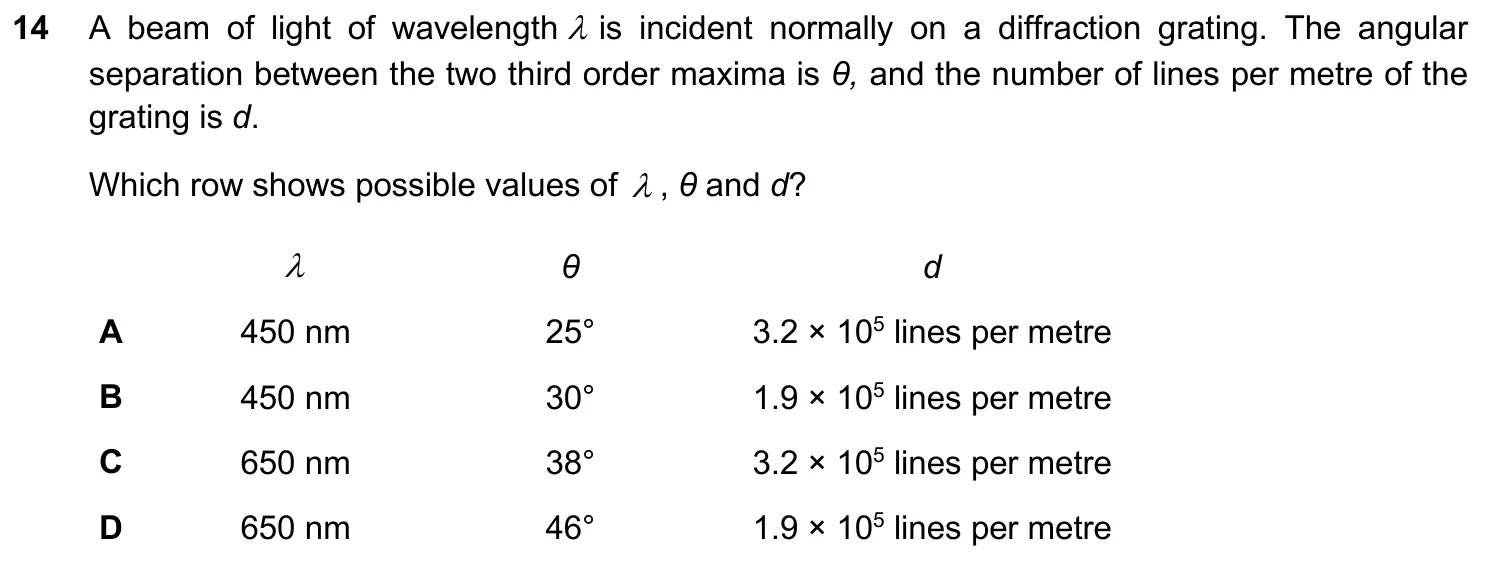 14 A beam of light of wavelength λ is incident normally on a diffraction grating. The angular
separation between the two third order maxima is θ, and the number of lines per metre of the
grating is d.
Which row shows possible values of λ , θ and d?
λ θ d
A 450 nm 25° 3.2 × 10⁵ lines per metre
B 450 nm 30° 1.9 × 10⁵ lines per metre
C 650 nm 38° 3.2 × 10⁵ lines per metre
D 650 nm 46° 1.9 × 10⁵ lines per metre